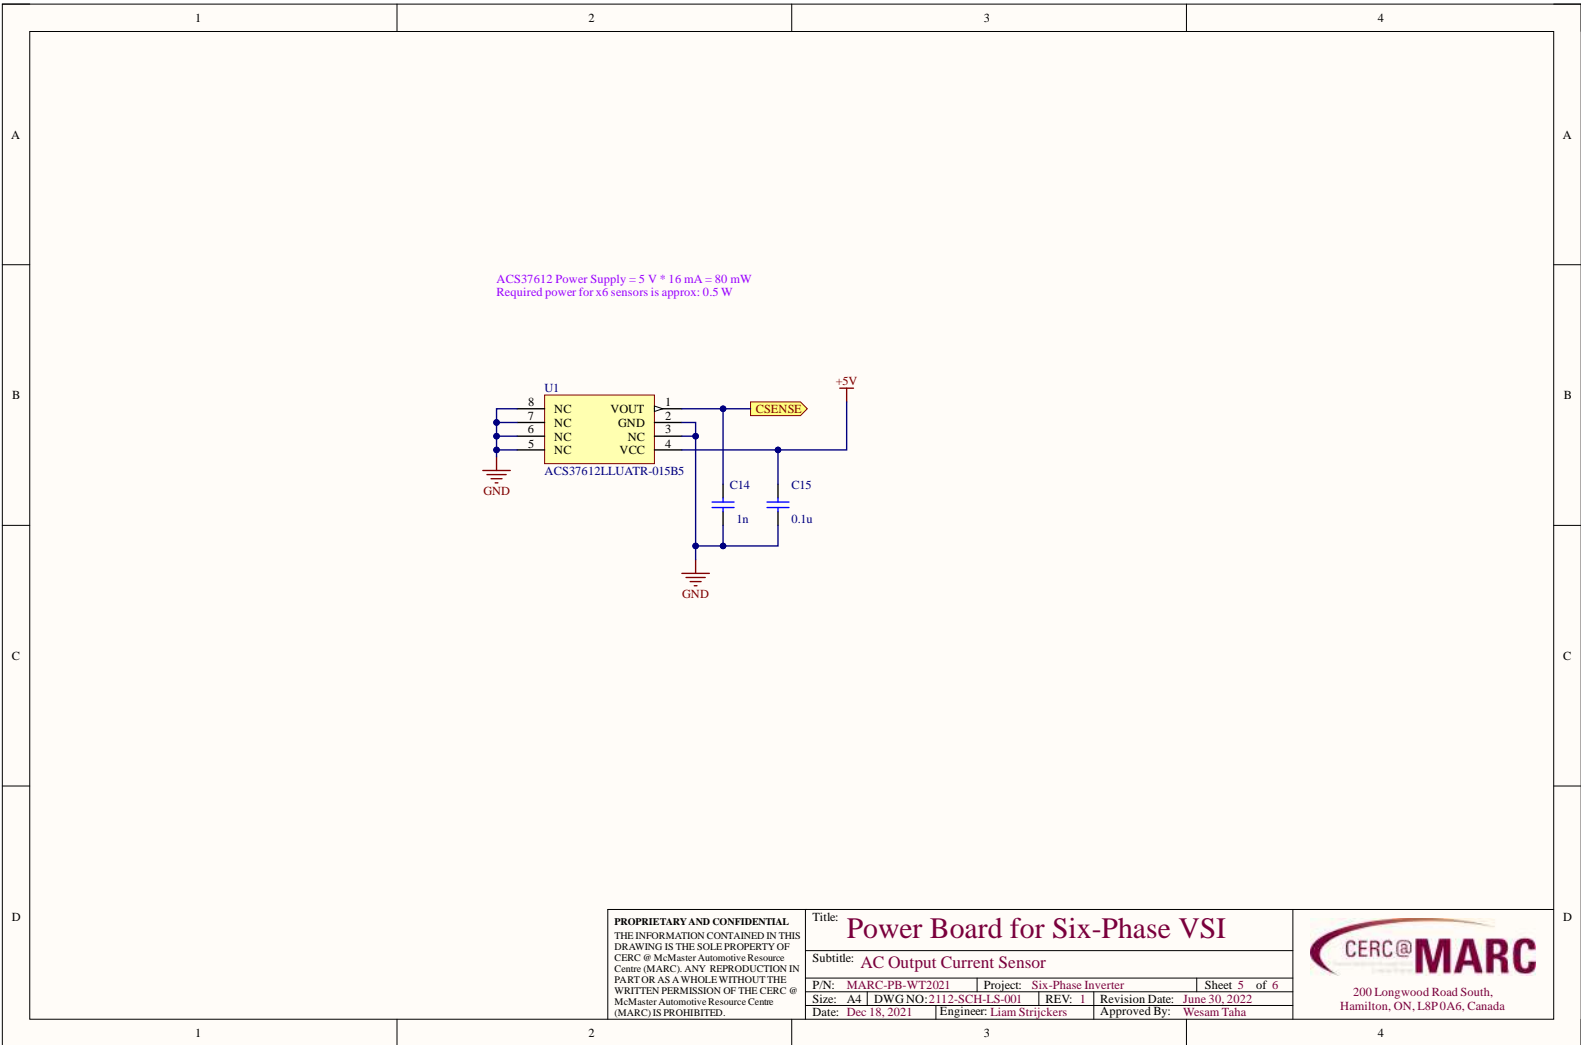 1 2 3 4
A A
ACS37612 Power Supply = 5 V * 16 mA = 80 mW
Required power for x6 sensors is approx: 0.5 W
B B
+5V
U1
8 NC VOUT 1 CSENSE
7 NC GND 2
6 NC NC 3
5 NC VCC 4
ACS37612LLUATR-015B5
GND
C14 C15
1n 0.1u
GND
C C
D D
PROPRIETARY AND CONFIDENTIAL
THE INFORMATION CONTAINED IN THIS
DRAWING IS THE SOLE PROPERTY OF
CERC @ McMaster Automotive Resource
Centre (MARC). ANY REPRODUCTION IN
PART OR AS A WHOLE WITHOUT THE
WRITTEN PERMISSION OF THE CERC @
McMaster Automotive Resource Centre
(MARC) IS PROHIBITED.
Title: Power Board for Six-Phase VSI
Subtitle: AC Output Current Sensor
P/N: MARC-PB-WT2021 Project: Six-Phase Inverter Sheet 5 of 6
Size: A4 DWG NO: 2112-SCH-LS-001 REV: 1 Revision Date: June 30, 2022
Date: Dec 18, 2021 Engineer: Liam Strijckers Approved By: Wesam Taha
CERC@MARC
200 Longwood Road South,
Hamilton, ON, L8P 0A6, Canada
1 2 3 4